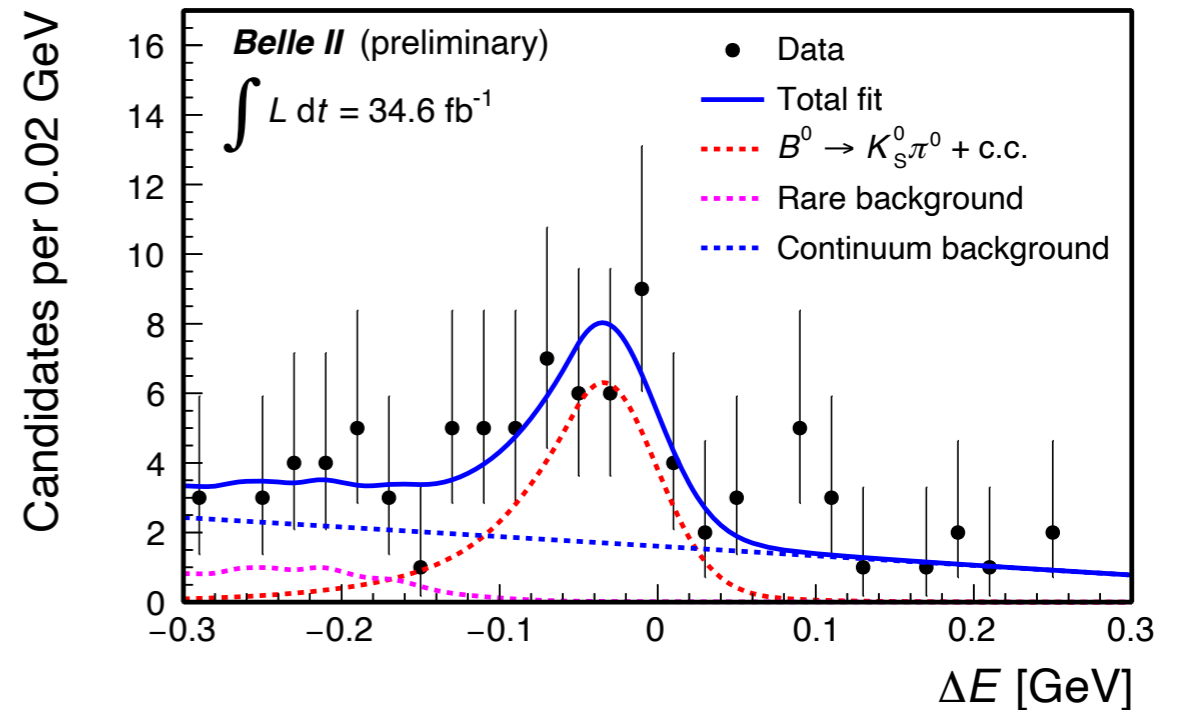 Belle II (preliminary)
∫ L dt = 34.6 fb⁻¹
Data
Total fit
B⁰ → K⁰_S π⁰ + c.c.
Rare background
Continuum background
Candidates per 0.02 GeV
16
14
12
10
8
6
4
2
0
−0.3 −0.2 −0.1 0 0.1 0.2 0.3
ΔE [GeV]